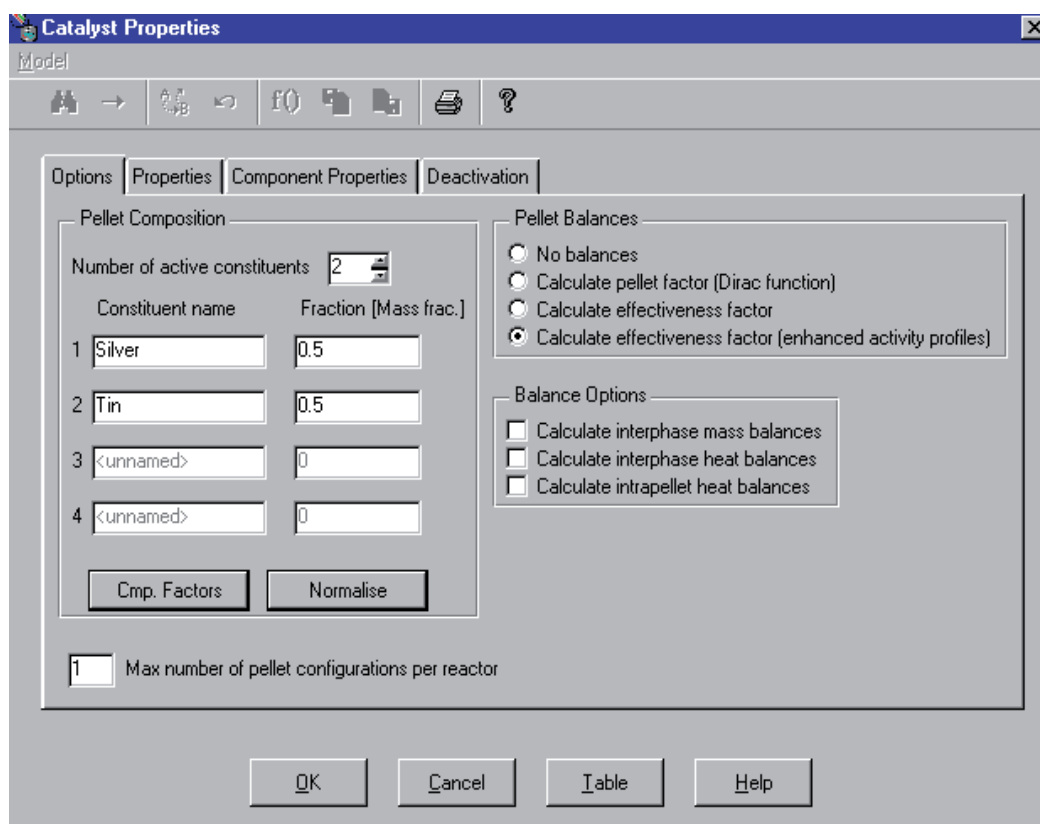 Catalyst Properties
Model
A B f() ?
Options Properties Component Properties Deactivation
Pellet Composition
Number of active constituents 2
Constituent name Fraction [Mass frac.]
1 Silver 0.5
2 Tin 0.5
3 <unnamed> 0
4 <unnamed> 0
Cmp. Factors Normalise
1 Max number of pellet configurations per reactor
Pellet Balances
No balances
Calculate pellet factor (Dirac function)
Calculate effectiveness factor
Calculate effectiveness factor (enhanced activity profiles)
Balance Options
Calculate interphase mass balances
Calculate interphase heat balances
Calculate intrapellet heat balances
OK Cancel Table Help